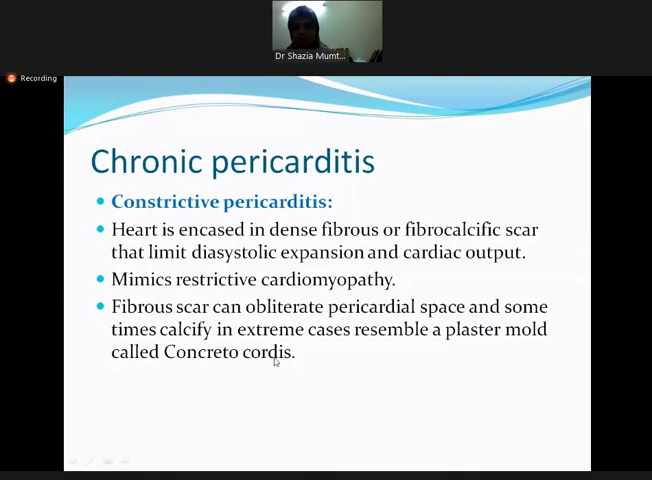 Dr Shazia Mumt...
Recording
Chronic pericarditis
Constrictive pericarditis:
Heart is encased in dense fibrous or fibrocalcific scar
that limit diasystolic expansion and cardiac output.
Mimics restrictive cardiomyopathy.
Fibrous scar can obliterate pericardial space and some
times calcify in extreme cases resemble a plaster mold
called Concreto cordis.